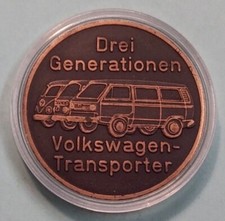 Drei
Generationen
Volkswagen-
Transporter